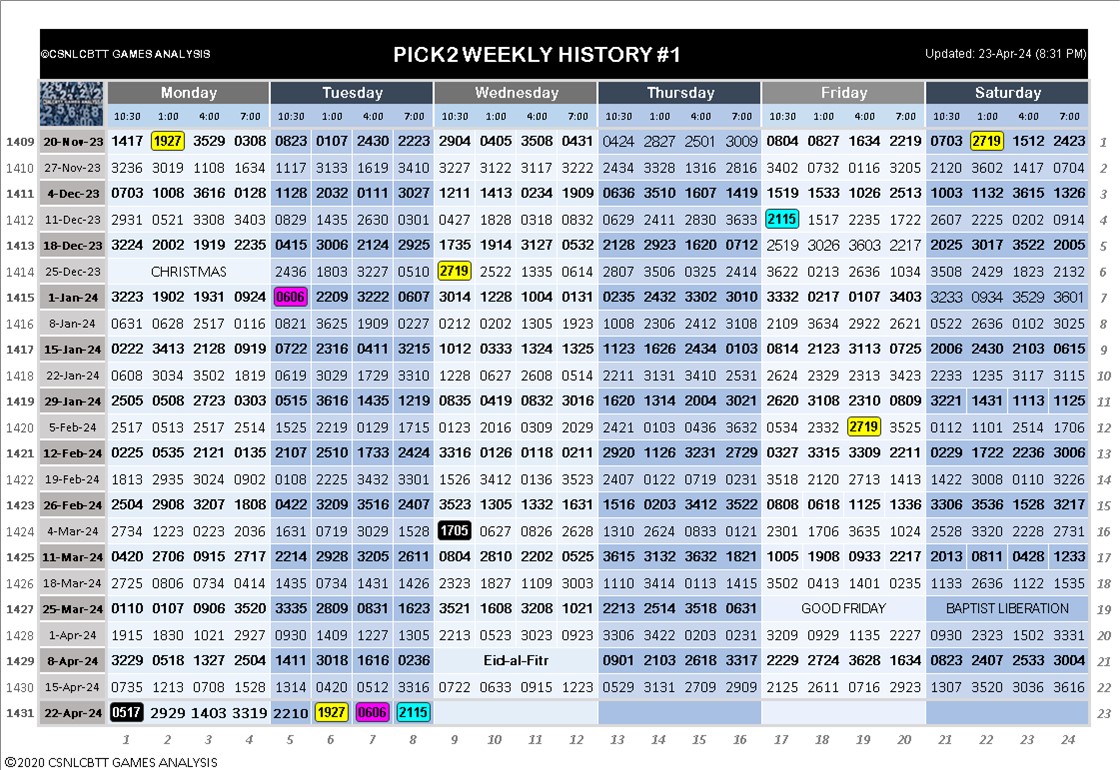 ©CSNLCBTT GAMES ANALYSIS PICK2 WEEKLY HISTORY #1 Updated: 23-Apr-24 (8:31 PM)
Monday Tuesday Wednesday Thursday Friday Saturday
10:30 1:00 4:00 7:00 10:30 1:00 4:00 8:00 10:30 1:00 4:00 7:00 10:30 1:00 4:00 7:00 10:30 1:00 4:00 7:00 10:30 1:00 4:00 7:00
1409 20-Nov-23 1417 1927 3529 0308 0823 0107 2430 2223 2904 0405 3508 0431 0424 2827 2501 3009 0804 0827 1634 2219 0703 2719 1512 2423 1
1410 27-Nov-23 3236 3019 1108 1634 1117 3133 1619 3410 3227 3122 3117 3222 2434 3328 1316 2816 3402 0732 0116 3205 2120 3602 1417 0704 2
1411 4-Dec-23 0703 1008 3616 0128 1128 2032 0111 3027 1211 1413 0234 1909 0636 3510 1607 1419 1519 1533 1026 2513 1003 1132 3615 1326 3
1412 11-Dec-23 2931 0521 3308 3403 0829 1435 2630 0301 0427 1828 0318 0832 0629 2411 2830 3633 2115 1517 2235 1722 2607 2225 0202 0914 4
1413 18-Dec-23 3224 2002 1919 2235 0415 3006 2124 2925 1735 1914 3127 0532 2128 2923 1620 0712 2519 3026 3603 2217 2025 3017 3522 2005 5
1414 25-Dec-23 CHRISTMAS 2436 1803 3227 0510 2719 2522 1335 0614 2807 3506 0325 2414 3622 0213 2636 1034 3508 2429 1823 2132 6
1415 1-Jan-24 3223 1902 1931 0924 0606 2209 3222 0607 3014 1228 1004 0131 0235 2432 3302 3010 3332 0217 0107 3403 3233 0934 3529 3601 7
1416 8-Jan-24 0631 0628 2517 0116 0821 3625 1909 0227 0212 0202 1305 1923 1008 2306 2412 3108 2109 3634 2922 2621 0522 2636 0102 3025 8
1417 15-Jan-24 0222 3413 2128 0919 0722 2316 0411 3215 1012 0333 1324 1325 1123 1626 2434 0103 0814 2123 3113 0725 2006 2430 2103 0615 9
1418 22-Jan-24 0608 3034 3502 1819 0619 3029 1729 3310 1228 0627 2608 0514 2211 3131 3410 2531 2624 2329 2313 3423 2233 1235 3117 3115 10
1419 29-Jan-24 2505 0508 2723 0303 0515 3616 1435 1219 0835 0419 0832 3016 1620 1314 2004 3021 2620 3108 2310 0809 3221 1431 1113 1125 11
1420 5-Feb-24 2517 0513 2517 2514 1525 2219 0129 1715 0123 2016 0309 2029 2421 0103 0436 3632 0534 2332 2719 3525 0112 1101 2514 1706 12
1421 12-Feb-24 0225 0535 2121 0135 2107 2510 1733 2424 3316 0126 0118 0211 2920 1126 3231 2729 0327 3315 3309 2211 0229 1722 2236 3006 13
1422 19-Feb-24 1813 2935 3024 0902 0108 2225 3432 3301 1526 3412 0136 3523 2407 0122 0719 0231 3518 2120 2713 1413 1422 3008 0110 3226 14
1423 26-Feb-24 2504 2908 3207 1808 0422 3209 3516 2407 3523 1305 1332 1631 1516 0203 3412 3522 0808 0618 1125 1336 3306 3536 1528 3217 15
1424 4-Mar-24 2734 1223 0223 2036 1631 0719 3029 1528 1705 0627 0826 2628 1310 2624 0833 0121 2301 1706 3635 1024 2528 3320 2228 2731 16
1425 11-Mar-24 0420 2706 0915 2717 2214 2928 3205 2611 0804 2810 2202 0525 3615 3132 3632 1821 1005 1908 0933 2217 2013 0811 0428 1233 17
1426 18-Mar-24 2725 0806 0734 0414 1435 0734 1431 1426 2323 1827 1109 3003 1110 3414 0113 1415 3502 0413 1401 0235 1133 2636 1122 1535 18
1427 25-Mar-24 0110 0107 0906 3520 3335 2809 0831 1623 3521 1608 3208 1021 2213 2514 3518 0631 GOOD FRIDAY BAPTIST LIBERATION 19
1428 1-Apr-24 1915 1830 1021 2927 0930 1409 1227 1305 2213 0523 3023 0923 3306 3422 0203 0231 3209 0929 1135 2227 0930 2323 1502 3331 20
1429 8-Apr-24 3229 0518 1327 2504 1411 3018 1616 0236 Eid-al-Fitr 0901 2103 2618 3317 2229 2724 3628 1634 0823 2407 2533 3004 21
1430 15-Apr-24 0735 1213 0708 1528 1314 0420 0512 3316 0722 0633 0915 1223 0529 3131 2709 2909 2125 2611 0716 2923 1307 3520 3036 3616 22
1431 22-Apr-24 0517 2929 1403 3319 2210 1927 0606 2115 23
1 2 3 4 5 6 7 8 9 10 11 12 13 14 15 16 17 18 19 20 21 22 23 24
©2020 CSNLCBTT GAMES ANALYSIS